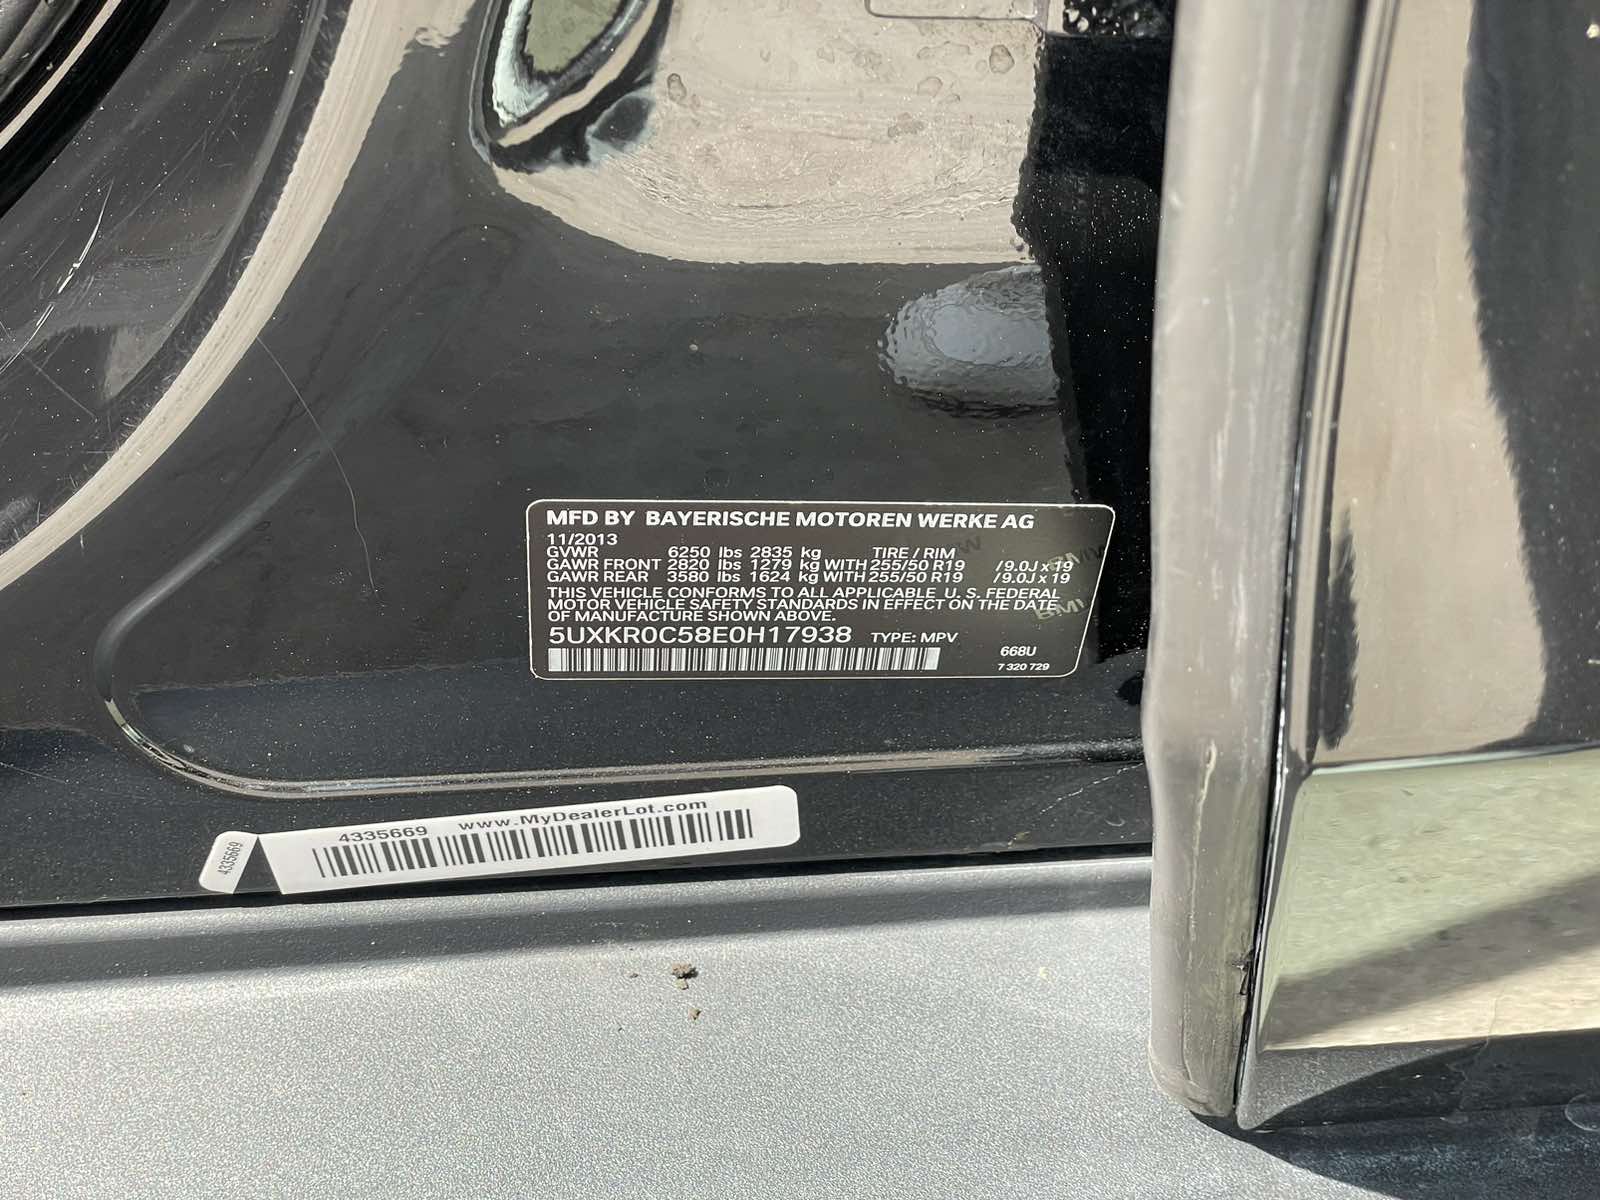 MFD BY BAYERISCHE MOTOREN WERKE AG
11/2013
GVWR 6250 lbs 2835 kg TIRE / RIM
GAWR FRONT 2820 lbs 1279 kg WITH 255/50 R19 / 9.0J x 19
GAWR REAR 3580 lbs 1624 kg WITH 255/50 R19 / 9.0J x 19
THIS VEHICLE CONFORMS TO ALL APPLICABLE U. S. FEDERAL
MOTOR VEHICLE SAFETY STANDARDS IN EFFECT ON THE DATE
OF MANUFACTURE SHOWN ABOVE.
5UXKR0C58E0H17938 TYPE: MPV 668U
7 320 729
4335669 www.MyDealerLot.com
4335669